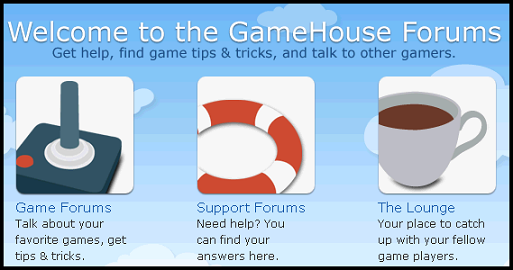 Welcome to the GameHouse Forums
Get help, find game tips & tricks, and talk to other gamers.
Game Forums
Talk about your
favorite games, get
tips & tricks.
Support Forums
Need help? You
can find your
answers here.
The Lounge
Your place to catch
up with your fellow
game players.